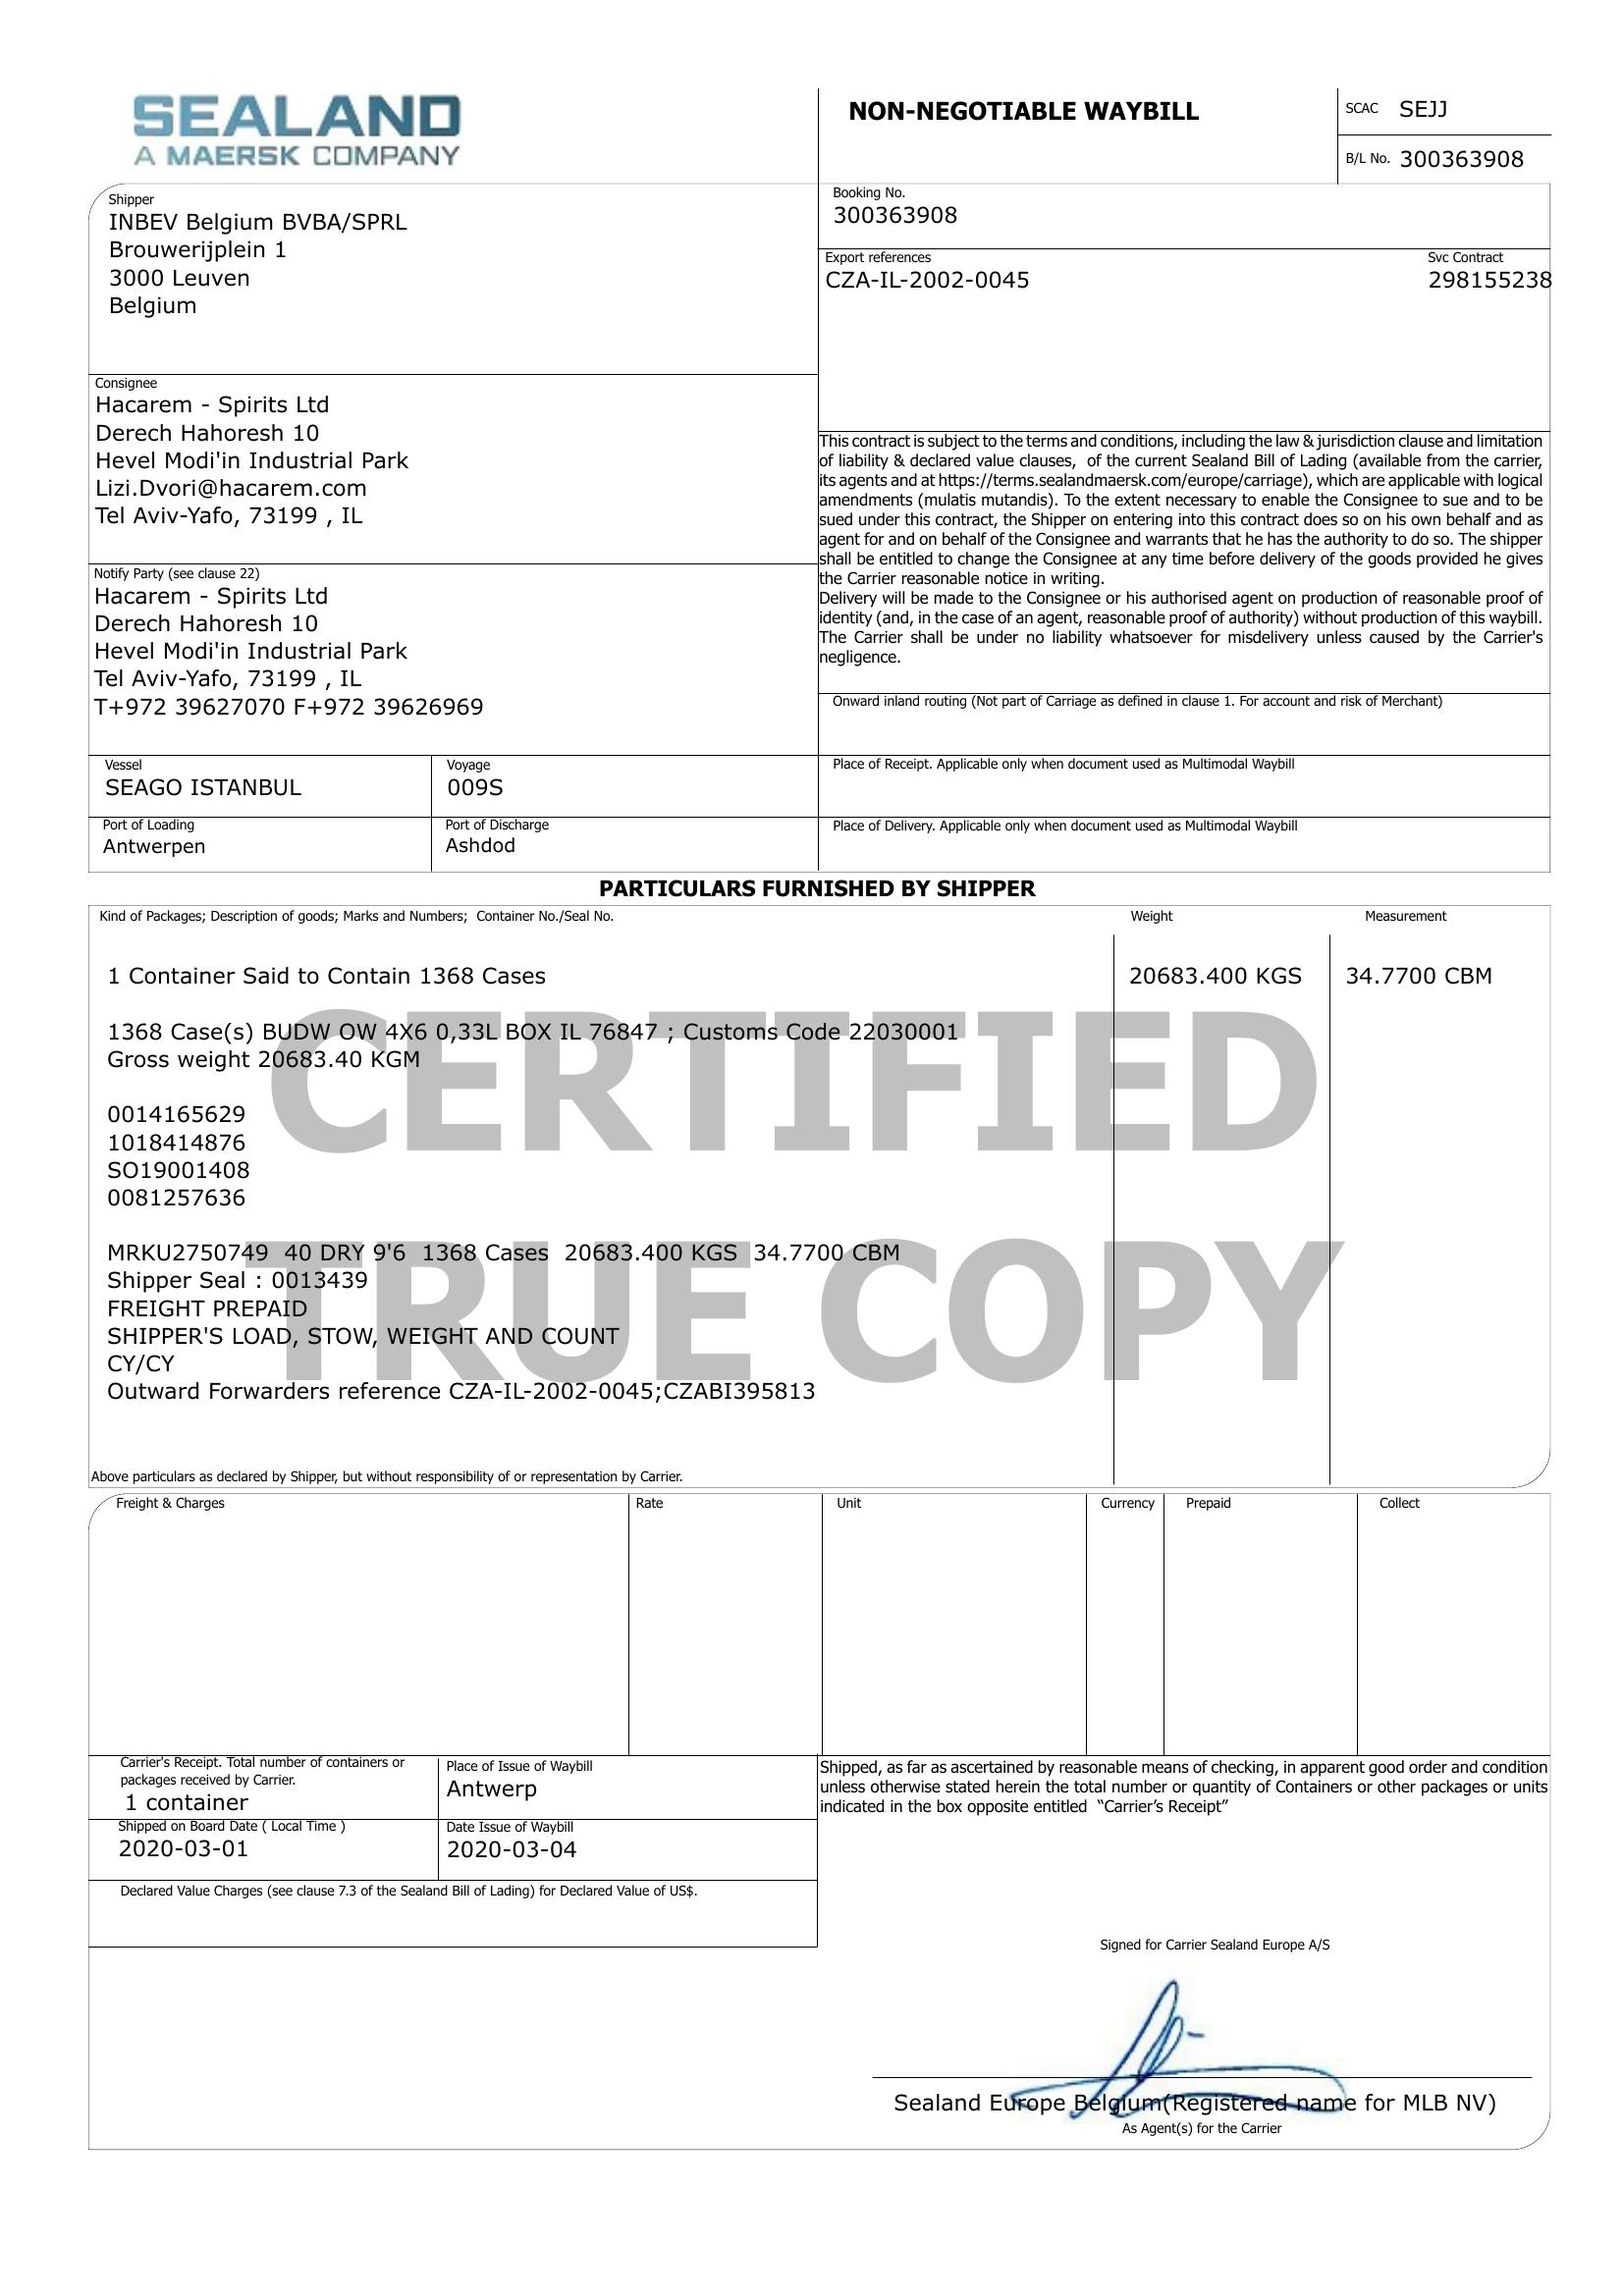 SEALAND
A MAERSK COMPANY
NON-NEGOTIABLE WAYBILL
SCAC SEJJ
B/L No. 300363908
Shipper
INBEV Belgium BVBA/SPRL
Brouwerijplein 1
3000 Leuven
Belgium
Booking No.
300363908
Export references
CZA-IL-2002-0045
Svc Contract
298155238
Consignee
Hacarem - Spirits Ltd
Derech Hahoresh 10
Hevel Modi'in Industrial Park
Lizi.Dvori@hacarem.com
Tel Aviv-Yafo, 73199 , IL
This contract is subject to the terms and conditions, including the law & jurisdiction clause and limitation
of liability & declared value clauses, of the current Sealand Bill of Lading (available from the carrier,
its agents and at https://terms.sealandmaersk.com/europe/carriage), which are applicable with logical
amendments (mulatis mutandis). To the extent necessary to enable the Consignee to sue and to be
sued under this contract, the Shipper on entering into this contract does so on his own behalf and as
agent for and on behalf of the Consignee and warrants that he has the authority to do so. The shipper
shall be entitled to change the Consignee at any time before delivery of the goods provided he gives
the Carrier reasonable notice in writing.
Delivery will be made to the Consignee or his authorised agent on production of reasonable proof of
identity (and, in the case of an agent, reasonable proof of authority) without production of this waybill.
The Carrier shall be under no liability whatsoever for misdelivery unless caused by the Carrier's
negligence.
Notify Party (see clause 22)
Hacarem - Spirits Ltd
Derech Hahoresh 10
Hevel Modi'in Industrial Park
Tel Aviv-Yafo, 73199 , IL
T+972 39627070 F+972 39626969
Onward inland routing (Not part of Carriage as defined in clause 1. For account and risk of Merchant)
Vessel
SEAGO ISTANBUL
Voyage
009S
Place of Receipt. Applicable only when document used as Multimodal Waybill
Port of Loading
Antwerpen
Port of Discharge
Ashdod
Place of Delivery. Applicable only when document used as Multimodal Waybill
PARTICULARS FURNISHED BY SHIPPER
Kind of Packages; Description of goods; Marks and Numbers; Container No./Seal No.
Weight
Measurement
1 Container Said to Contain 1368 Cases
20683.400 KGS
34.7700 CBM
1368 Case(s) BUDW OW 4X6 0,33L BOX IL 76847 ; Customs Code 22030001
Gross weight 20683.40 KGM
CERTIFIED
0014165629
1018414876
SO19001408
0081257636
MRKU2750749 40 DRY 9'6 1368 Cases 20683.400 KGS 34.7700 CBM
Shipper Seal : 0013439
TRUE COPY
FREIGHT PREPAID
SHIPPER'S LOAD, STOW, WEIGHT AND COUNT
CY/CY
Outward Forwarders reference CZA-IL-2002-0045;CZABI395813
Above particulars as declared by Shipper, but without responsibility of or representation by Carrier.
Freight & Charges
Rate
Unit
Currency
Prepaid
Collect
Carrier's Receipt. Total number of containers or
packages received by Carrier.
1 container
Place of Issue of Waybill
Antwerp
Shipped, as far as ascertained by reasonable means of checking, in apparent good order and condition
unless otherwise stated herein the total number or quantity of Containers or other packages or units
indicated in the box opposite entitled “Carrier’s Receipt”
Shipped on Board Date ( Local Time )
2020-03-01
Date Issue of Waybill
2020-03-04
Declared Value Charges (see clause 7.3 of the Sealand Bill of Lading) for Declared Value of US$.
Signed for Carrier Sealand Europe A/S
Sealand Europe Belgium(Registered name for MLB NV)
As Agent(s) for the Carrier